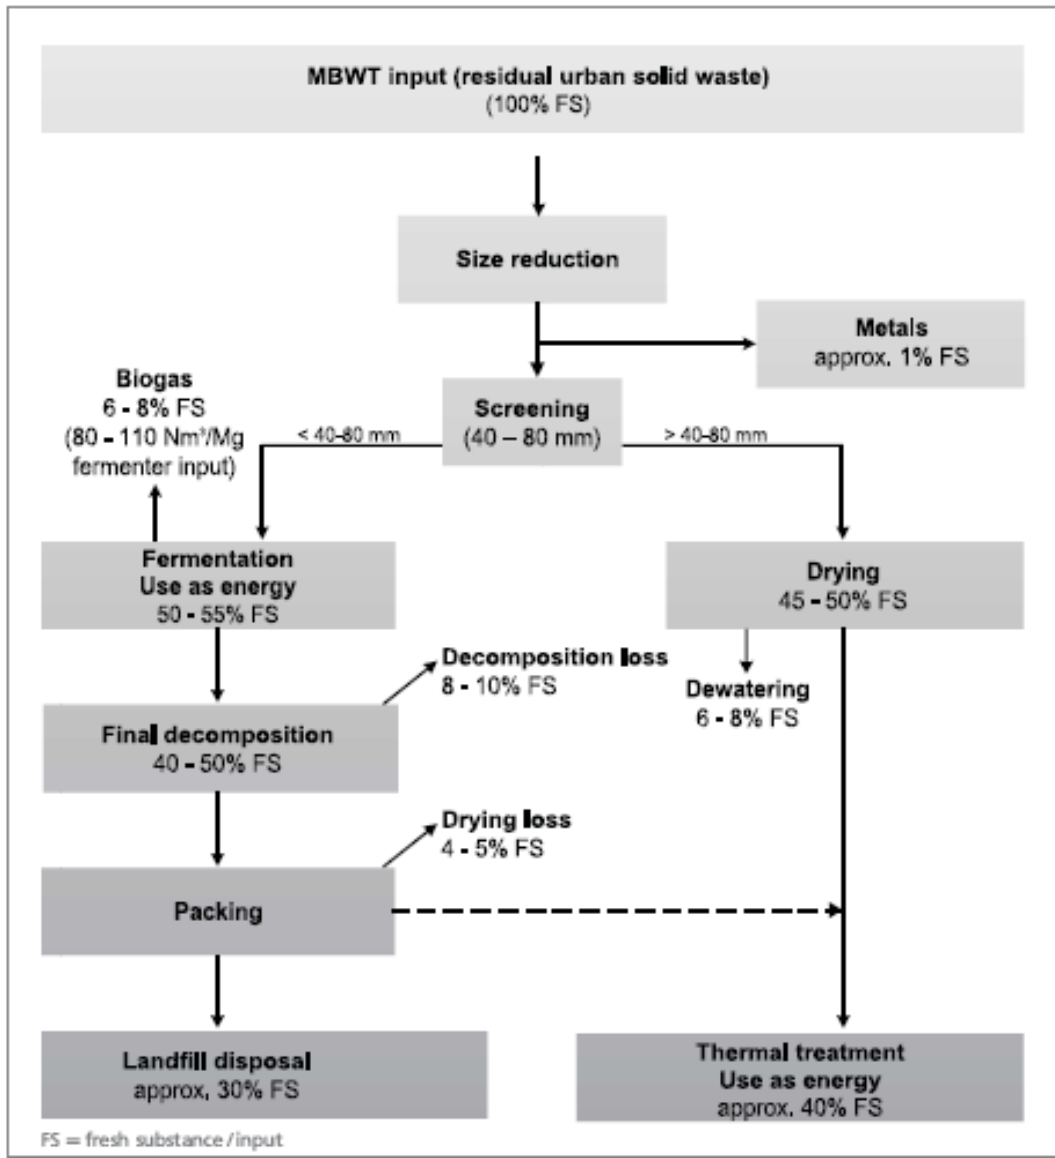 MBWT input (residual urban solid waste)
(100% FS)
Size reduction
Metals
approx. 1% FS
Biogas
6 - 8% FS
(80 – 110 Nm³/Mg
fermenter input)
Screening
(40 – 80 mm)
< 40-80 mm
> 40-80 mm
Fermentation
Use as energy
50 - 55% FS
Drying
45 - 50% FS
Decomposition loss
8 - 10% FS
Dewatering
6 - 8% FS
Final decomposition
40 - 50% FS
Drying loss
4 - 5% FS
Packing
Landfill disposal
approx. 30% FS
Thermal treatment
Use as energy
approx. 40% FS
FS = fresh substance/input